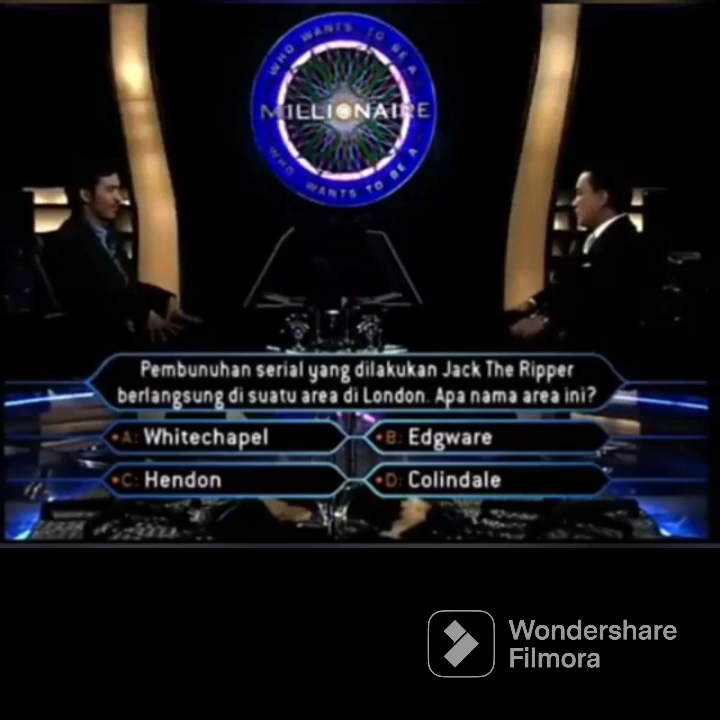 WHO WANTS TO BE A
MILLIONAIRE
WHO WANTS TO BE A
Pembunuhan serial yang dilakukan Jack The Ripper
berlangsung di suatu area di London. Apa nama area ini?
A: Whitechapel
B: Edgware
C: Hendon
D: Colindale
Wondershare
Filmora